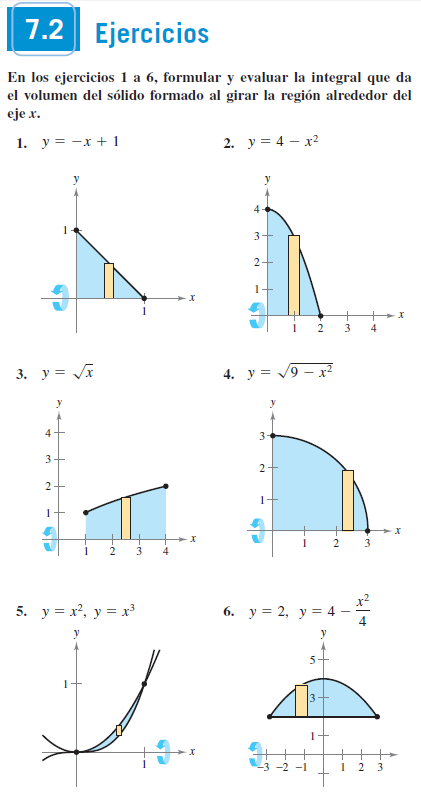 7.2 Ejercicios
En los ejercicios 1 a 6, formular y evaluar la integral que da
el volumen del sólido formado al girar la región alrededor del
eje x.
1. y = −x + 1
2. y = 4 − x²
y
1
1
x
y
4
3
2
1
1 2 3 4
x
3. y = √x
4. y = √(9 − x²)
y
4
3
2
1
1 2 3 4
x
y
3
2
1
1 2 3
x
5. y = x², y = x³
6. y = 2, y = 4 − x²/4
y
1
1
x
y
5
3
1
−3 −2 −1 1 2 3
x